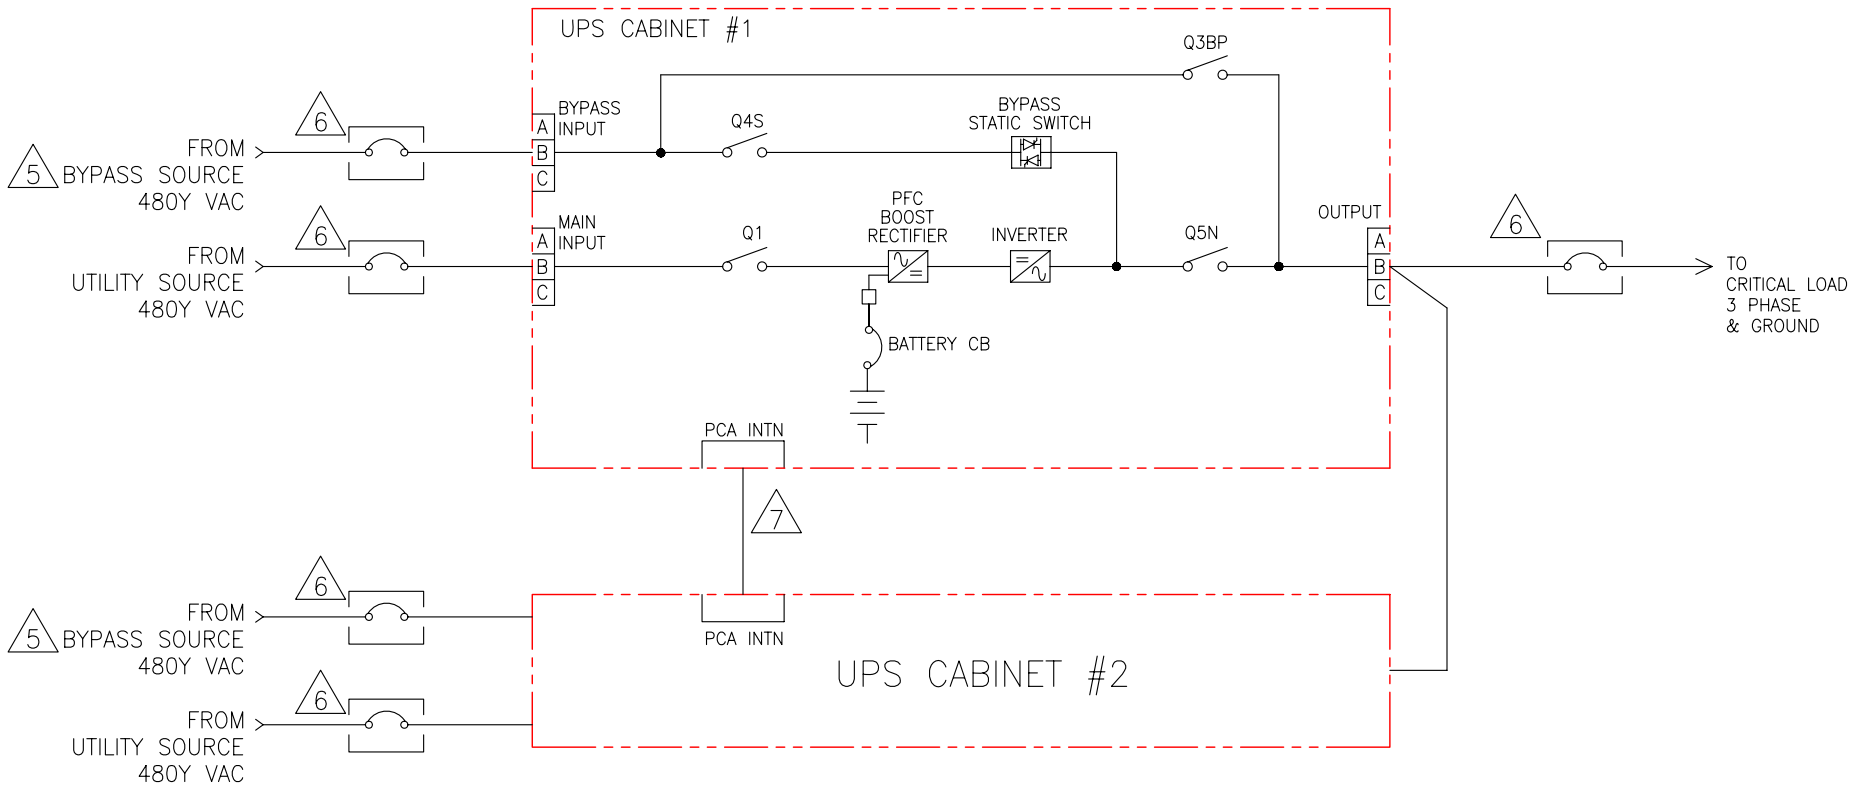 UPS CABINET #1
Q3BP
6
BYPASS
INPUT
A
B
C
Q4S
BYPASS
STATIC SWITCH
5
FROM
BYPASS SOURCE
480Y VAC
6
MAIN
INPUT
A
B
C
Q1
PFC
BOOST
RECTIFIER
INVERTER
Q5N
OUTPUT
A
B
C
6
FROM
UTILITY SOURCE
480Y VAC
TO
CRITICAL LOAD
3 PHASE
& GROUND
BATTERY CB
PCA INTN
7
6
5
FROM
BYPASS SOURCE
480Y VAC
PCA INTN
UPS CABINET #2
6
FROM
UTILITY SOURCE
480Y VAC